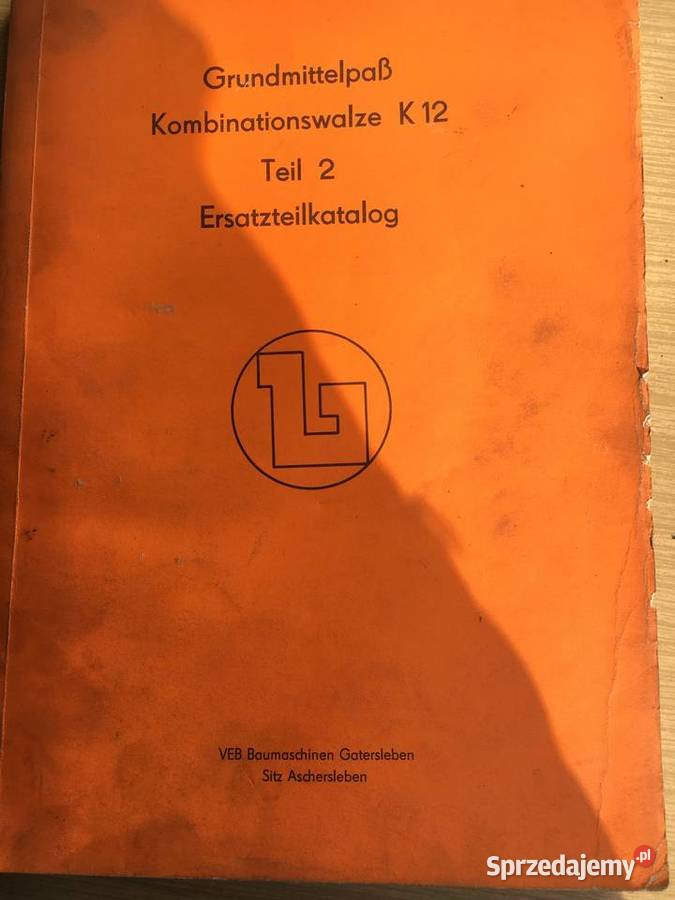 Grundmittelpaß
Kombinationswalze K 12
Teil 2
Ersatzteilkatalog
VEB Baumaschinen Gatersleben
Sitz Aschersleben
Sprzedajemy.pl